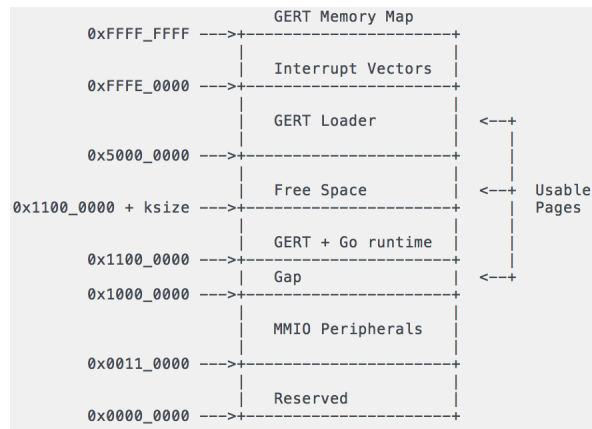 GERT Memory Map
0xFFFF_FFFF --->+----------------------+
Interrupt Vectors
0xFFFE_0000 --->+----------------------+
GERT Loader <--+
0x5000_0000 --->+----------------------+
Free Space <--+ Usable
0x1100_0000 + ksize --->+----------------------+ Pages
GERT + Go runtime
0x1100_0000 --->+----------------------+
Gap <--+
0x1000_0000 --->+----------------------+
MMIO Peripherals
0x0011_0000 --->+----------------------+
Reserved
0x0000_0000 --->+----------------------+